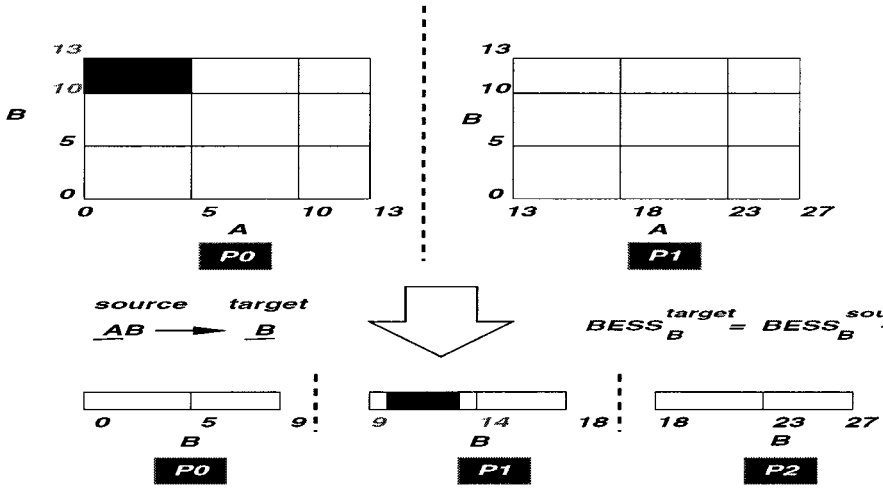 13
13
10
10
B
B
5
5
0
0
0 5 10 13
13 18 23 27
A
A
P0
P1
source target
AB B
BESS B target = BESS B
0 5 9
9 14 18
18 23 27
B
B
B
P0
P1
P2